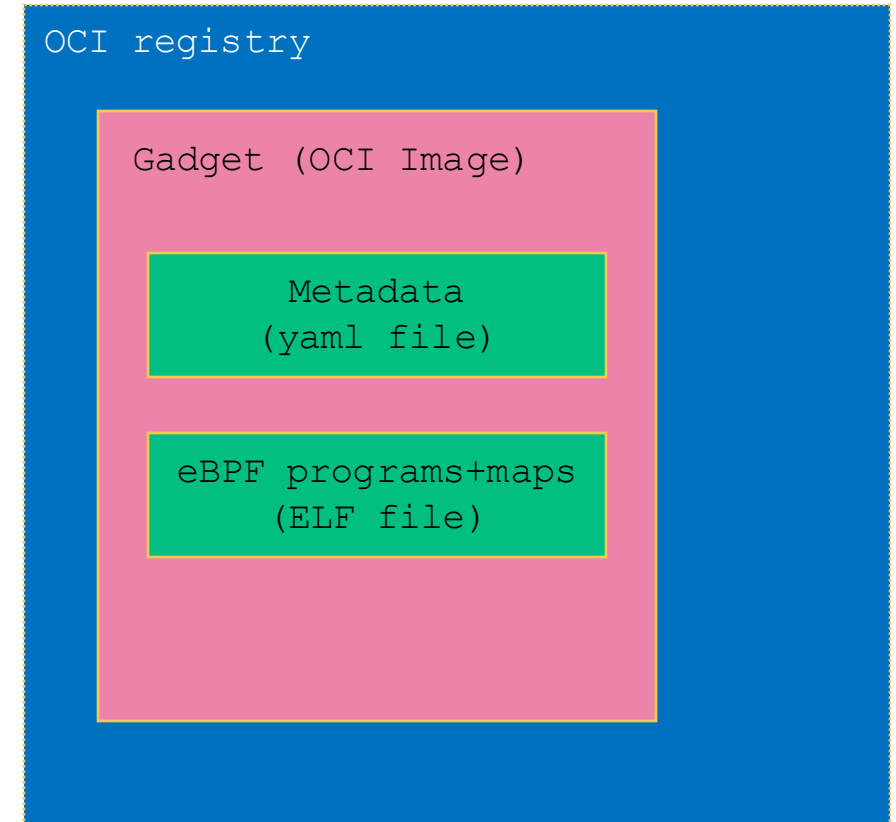 OCI registry
Gadget (OCI Image)
Metadata
(yaml file)
eBPF programs+maps
(ELF file)